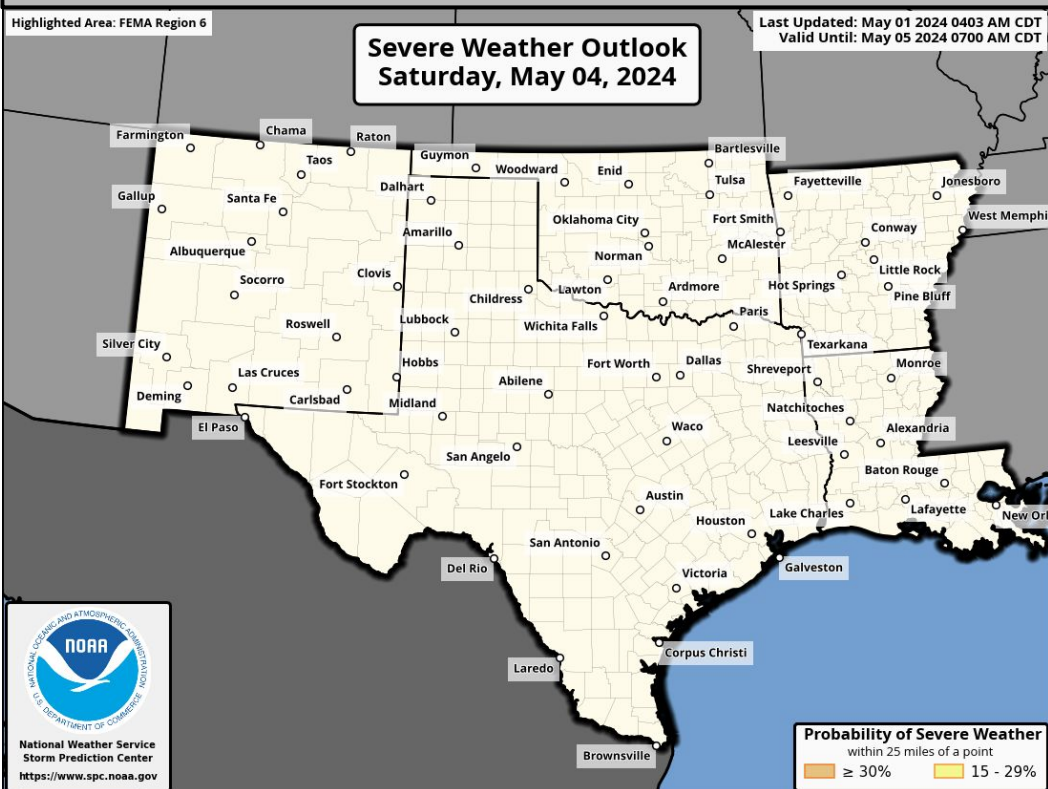 Highlighted Area: FEMA Region 6
Last Updated: May 01 2024 0403 AM CDT
Valid Until: May 05 2024 0700 AM CDT
Severe Weather Outlook
Saturday, May 04, 2024
Farmington
Chama
Raton
Taos
Guymon
Woodward
Enid
Bartlesville
Tulsa
Fayetteville
Jonesboro
Gallup
Santa Fe
Dalhart
Amarillo
Oklahoma City
Fort Smith
West Memphi
Albuquerque
Norman
McAlester
Conway
Socorro
Clovis
Childress
Lawton
Ardmore
Hot Springs
Little Rock
Pine Bluff
Roswell
Lubbock
Wichita Falls
Paris
Texarkana
Silver City
Las Cruces
Hobbs
Fort Worth
Dallas
Shreveport
Monroe
Deming
Carlsbad
Midland
Abilene
Natchitoches
El Paso
San Angelo
Waco
Leesville
Alexandria
Fort Stockton
Austin
Baton Rouge
Houston
Lake Charles
Lafayette
New Orl
Del Rio
San Antonio
Victoria
Galveston
Laredo
Corpus Christi
Brownsville
NATIONAL OCEANIC AND ATMOSPHERIC ADMINISTRATION
NOAA
U.S. DEPARTMENT OF COMMERCE
National Weather Service
Storm Prediction Center
https://www.spc.noaa.gov
Probability of Severe Weather
within 25 miles of a point
≥ 30%
15 - 29%